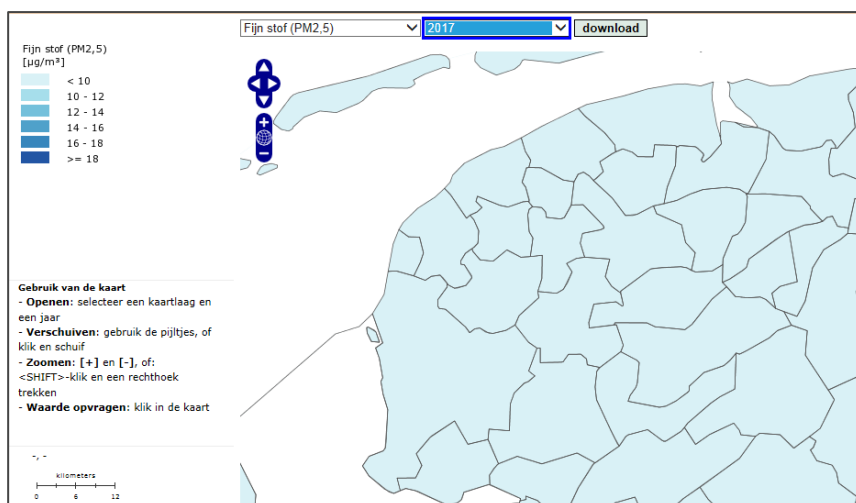 Fijn stof (PM2,5) 2017 download
Fijn stof (PM2,5)
[µg/m³]
< 10
10 - 12
12 - 14
14 - 16
16 - 18
>= 18
Gebruik van de kaart
- Openen: selecteer een kaartlaag en
een jaar
- Verschuiven: gebruik de pijltjes, of
klik en schuif
- Zoomen: [+] en [-], of:
<SHIFT>-klik en een rechthoek
trekken
- Waarde opvragen: klik in de kaart
-, -
kilometers
0 6 12